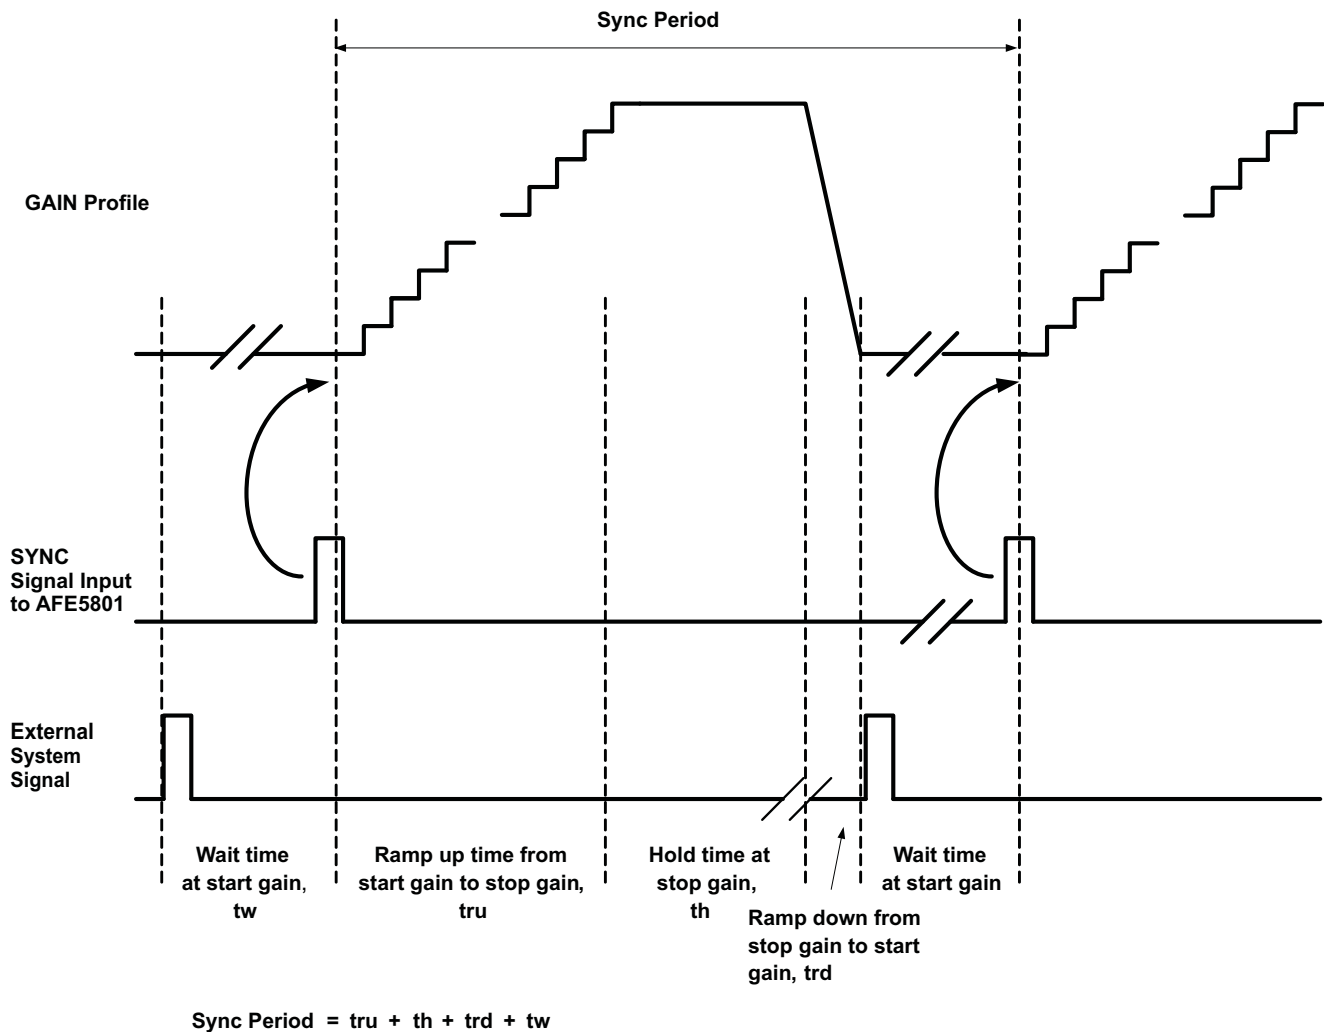 Sync Period
GAIN Profile
SYNC
Signal Input
to AFE5801
External
System
Signal
Wait time
at start gain,
tw
Ramp up time from
start gain to stop gain,
tru
Hold time at
stop gain,
th
Wait time
at start gain
Ramp down from
stop gain to start
gain, trd
Sync Period = tru + th + trd + tw